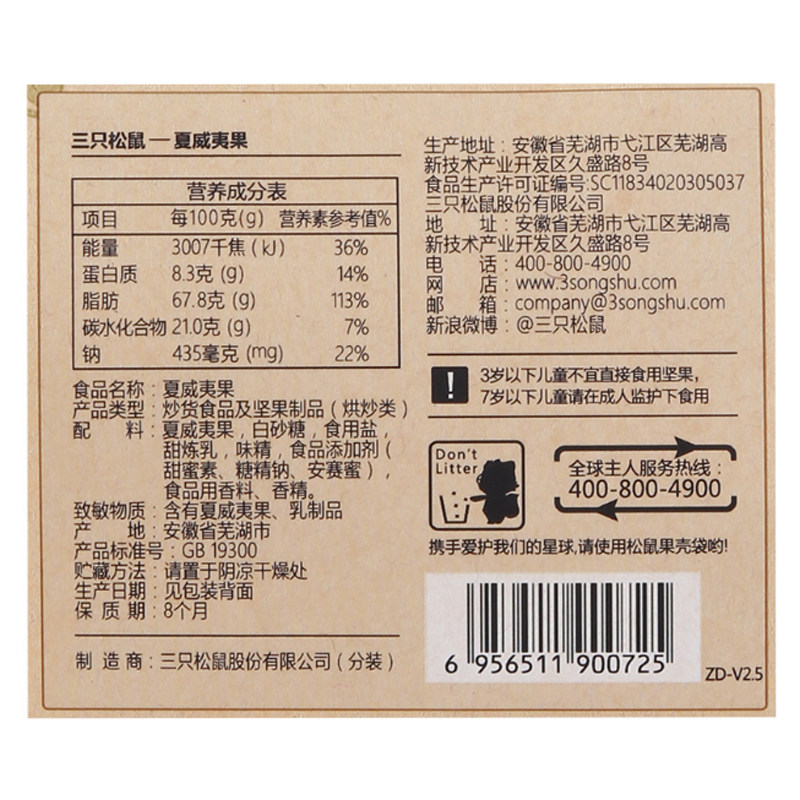 三只松鼠 — 夏威夷果
营养成分表
项目 每100克(g) 营养素参考值%
能量 3007千焦(kJ) 36%
蛋白质 8.3克 (g) 14%
脂肪 67.8克 (g) 113%
碳水化合物 21.0克 (g) 7%
钠 435毫克 (mg) 22%
食品名称：夏威夷果
产品类型：炒货食品及坚果制品（烘炒类）
配 料：夏威夷果，白砂糖，食用盐，
甜炼乳，味精，食品添加剂（
甜蜜素、糖精钠、安赛蜜），
食品用香料、香精。
致敏物质：含有夏威夷果、乳制品
产 地：安徽省芜湖市
产品标准号：GB 19300
贮藏方法：请置于阴凉干燥处
生产日期：见包装背面
保 质 期：8个月
制 造 商：三只松鼠股份有限公司（分装）
生产地址：安徽省芜湖市弋江区芜湖高
新技术产业开发区久盛路8号
食品生产许可证编号:SC11834020305037
三只松鼠股份有限公司
地 址：安徽省芜湖市弋江区芜湖高
新技术产业开发区久盛路8号
电 话：400-800-4900
网 店：www.3songshu.com
邮 箱：company@3songshu.com
新浪微博：@三只松鼠
! 3岁以下儿童不宜直接食用坚果，
7岁以下儿童请在成人监护下食用
Don't
Litter
全球主人服务热线：
400-800-4900
携手爱护我们的星球,请使用松鼠果壳袋哟!
6 956511 900725
ZD-V2.5